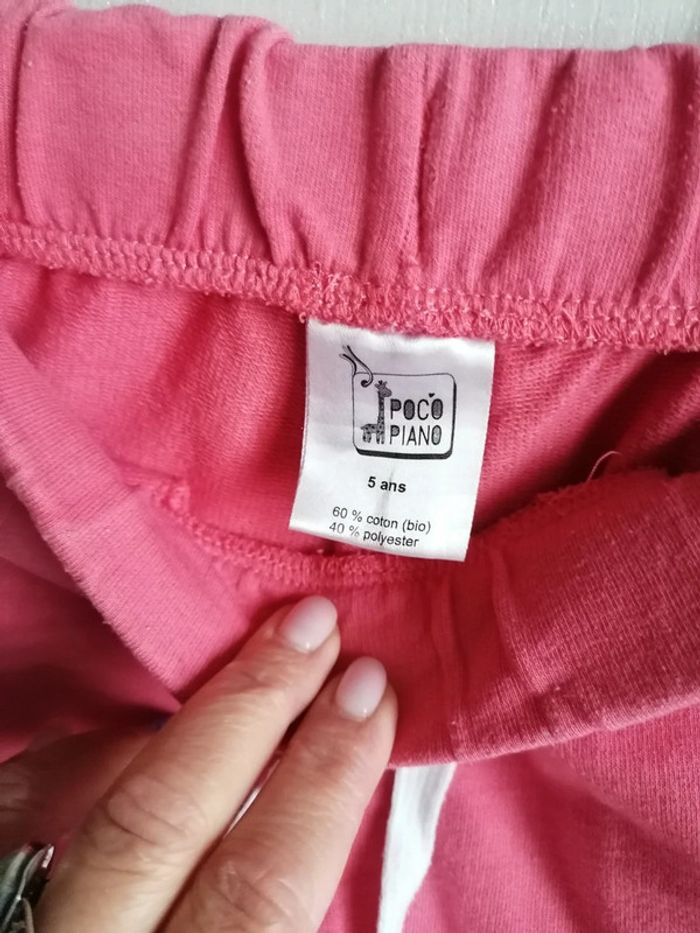 POCO
PIANO
5 ans
60 % coton (bio)
40 % polyester